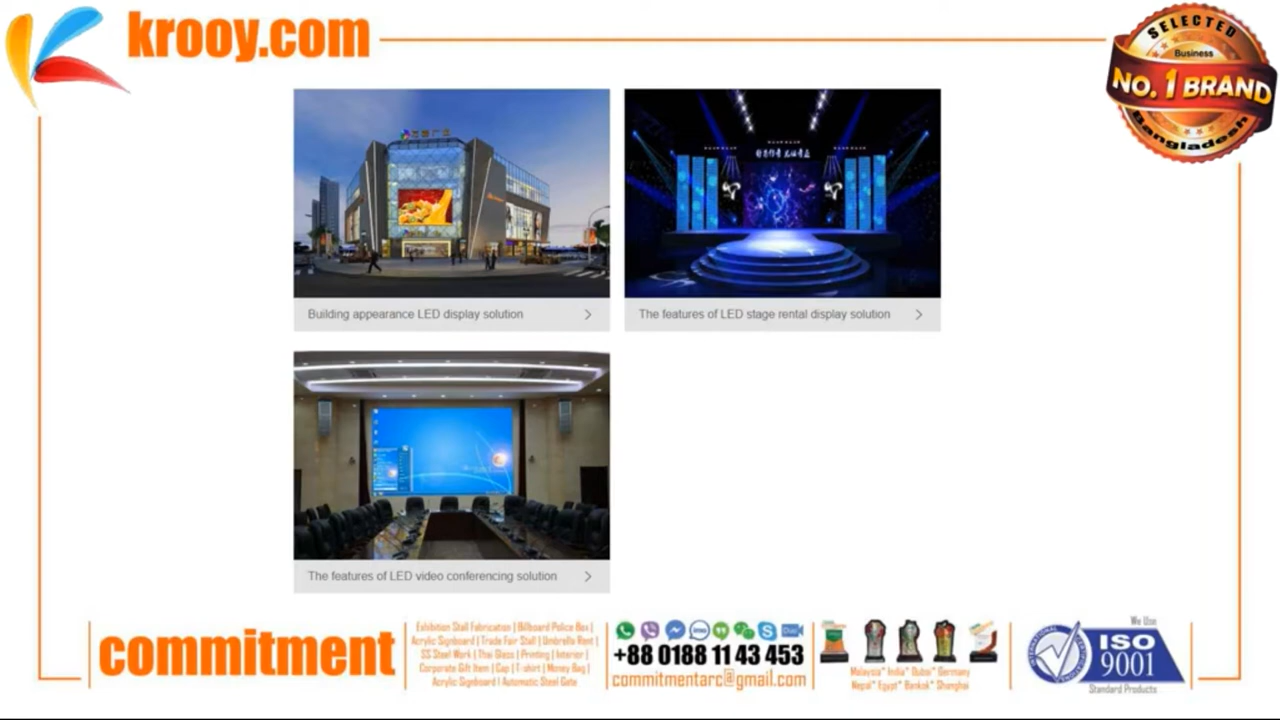 krooy.com
SELECTED
Business
NO. 1 BRAND
Bangladesh
Building appearance LED display solution
The features of LED stage rental display solution
The features of LED video conferencing solution
commitment
Exhibition Stall Fabrication | Billboard Police Box |
Acrylic Signboard | Trade Fair Stall | Umbrella Rent |
SS Steel Work | Thai Glass | Printing | Interior |
Corporate Gift Item | Cup | T-shirt | Money Bag |
Acrylic Signboard | Automatic Steel Gate
+88 0188 11 43 453
commitmentarc@gmail.com
Malaysia* India* Dubai* Germany
Nepal* Egypt* Bankok* Shanghai
We Use
INTERNATIONAL
ISO
9001
Standard Products